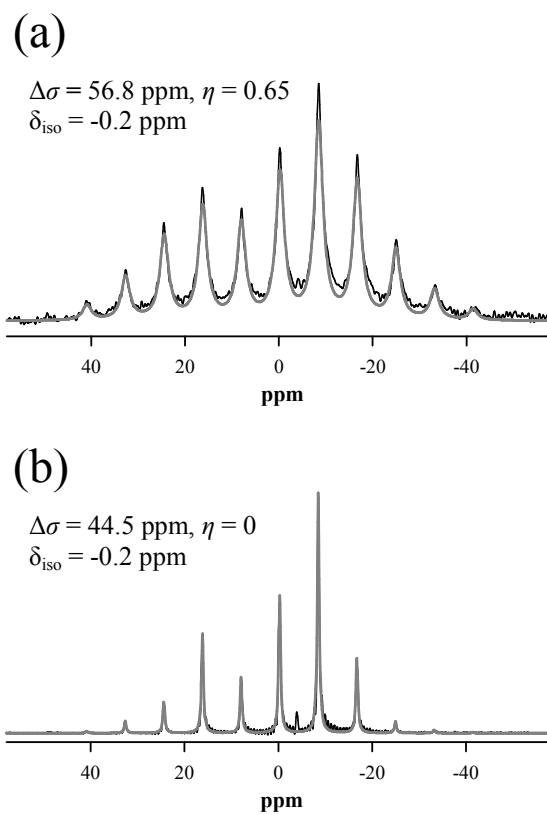 (a)
Δσ = 56.8 ppm, η = 0.65
δiso = -0.2 ppm
40 20 0 -20 -40
ppm
(b)
Δσ = 44.5 ppm, η = 0
δiso = -0.2 ppm
40 20 0 -20 -40
ppm